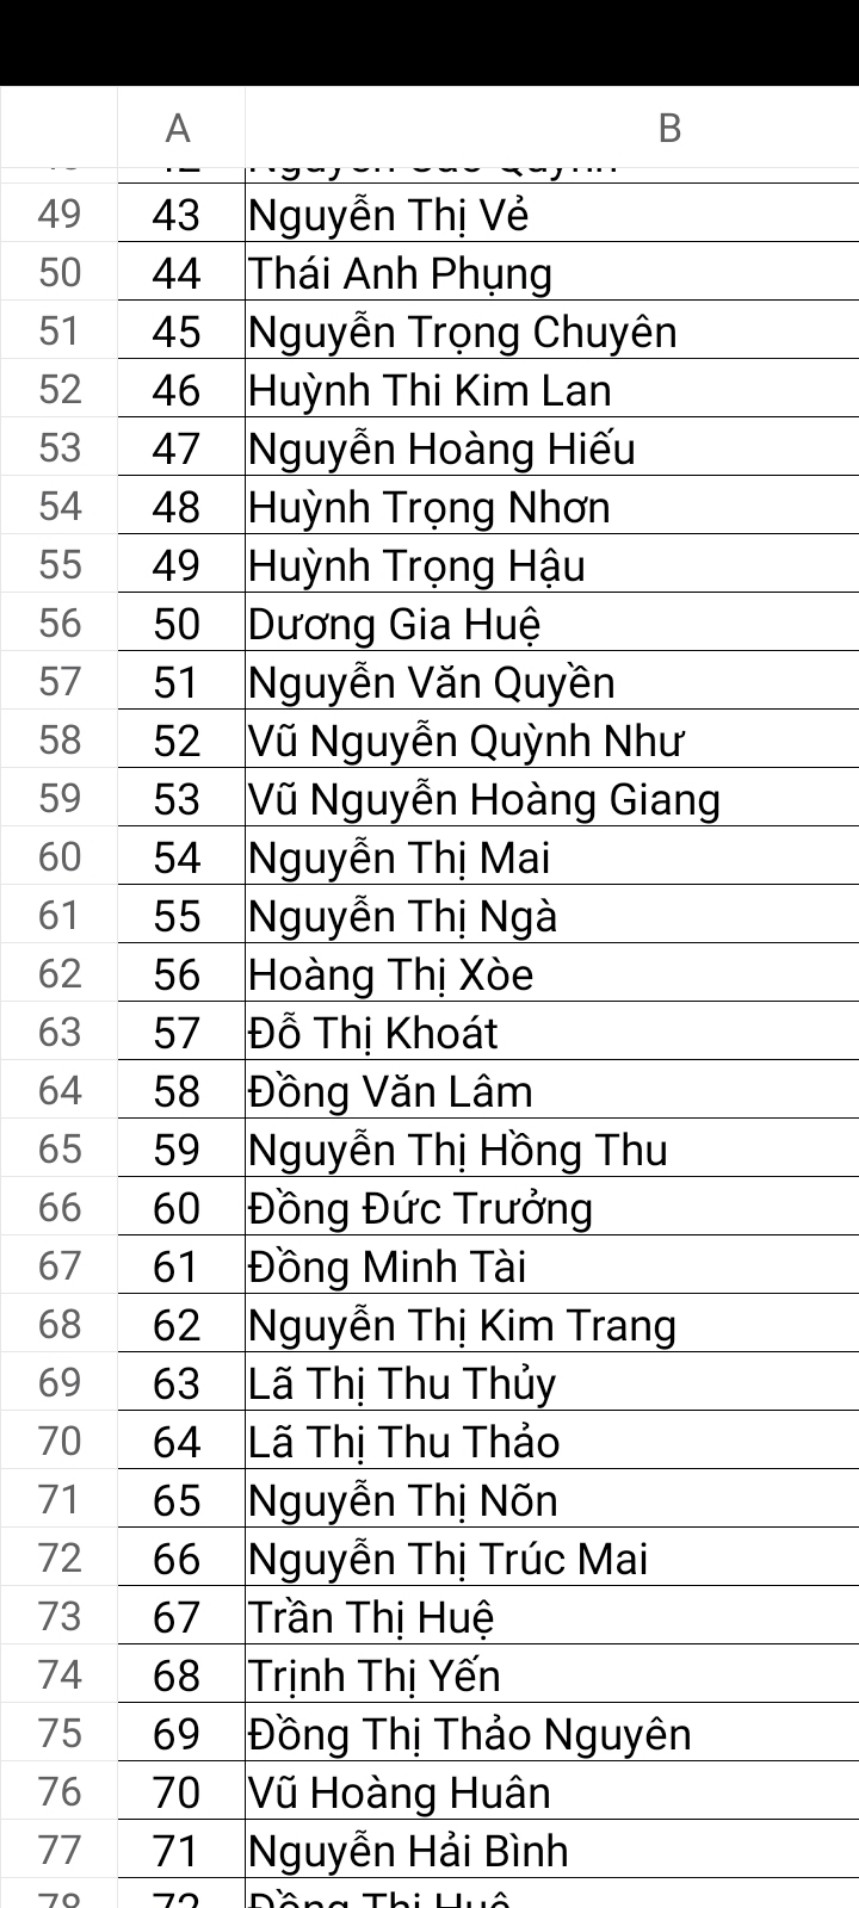 A B
49 43 Nguyễn Thị Vẻ
50 44 Thái Anh Phụng
51 45 Nguyễn Trọng Chuyên
52 46 Huỳnh Thi Kim Lan
53 47 Nguyễn Hoàng Hiếu
54 48 Huỳnh Trọng Nhơn
55 49 Huỳnh Trọng Hậu
56 50 Dương Gia Huệ
57 51 Nguyễn Văn Quyền
58 52 Vũ Nguyễn Quỳnh Như
59 53 Vũ Nguyễn Hoàng Giang
60 54 Nguyễn Thị Mai
61 55 Nguyễn Thị Ngà
62 56 Hoàng Thị Xòe
63 57 Đỗ Thị Khoát
64 58 Đồng Văn Lâm
65 59 Nguyễn Thị Hồng Thu
66 60 Đồng Đức Trưởng
67 61 Đồng Minh Tài
68 62 Nguyễn Thị Kim Trang
69 63 Lã Thị Thu Thủy
70 64 Lã Thị Thu Thảo
71 65 Nguyễn Thị Nõn
72 66 Nguyễn Thị Trúc Mai
73 67 Trần Thị Huệ
74 68 Trịnh Thị Yến
75 69 Đồng Thị Thảo Nguyên
76 70 Vũ Hoàng Huân
77 71 Nguyễn Hải Bình
78 72 Đồng